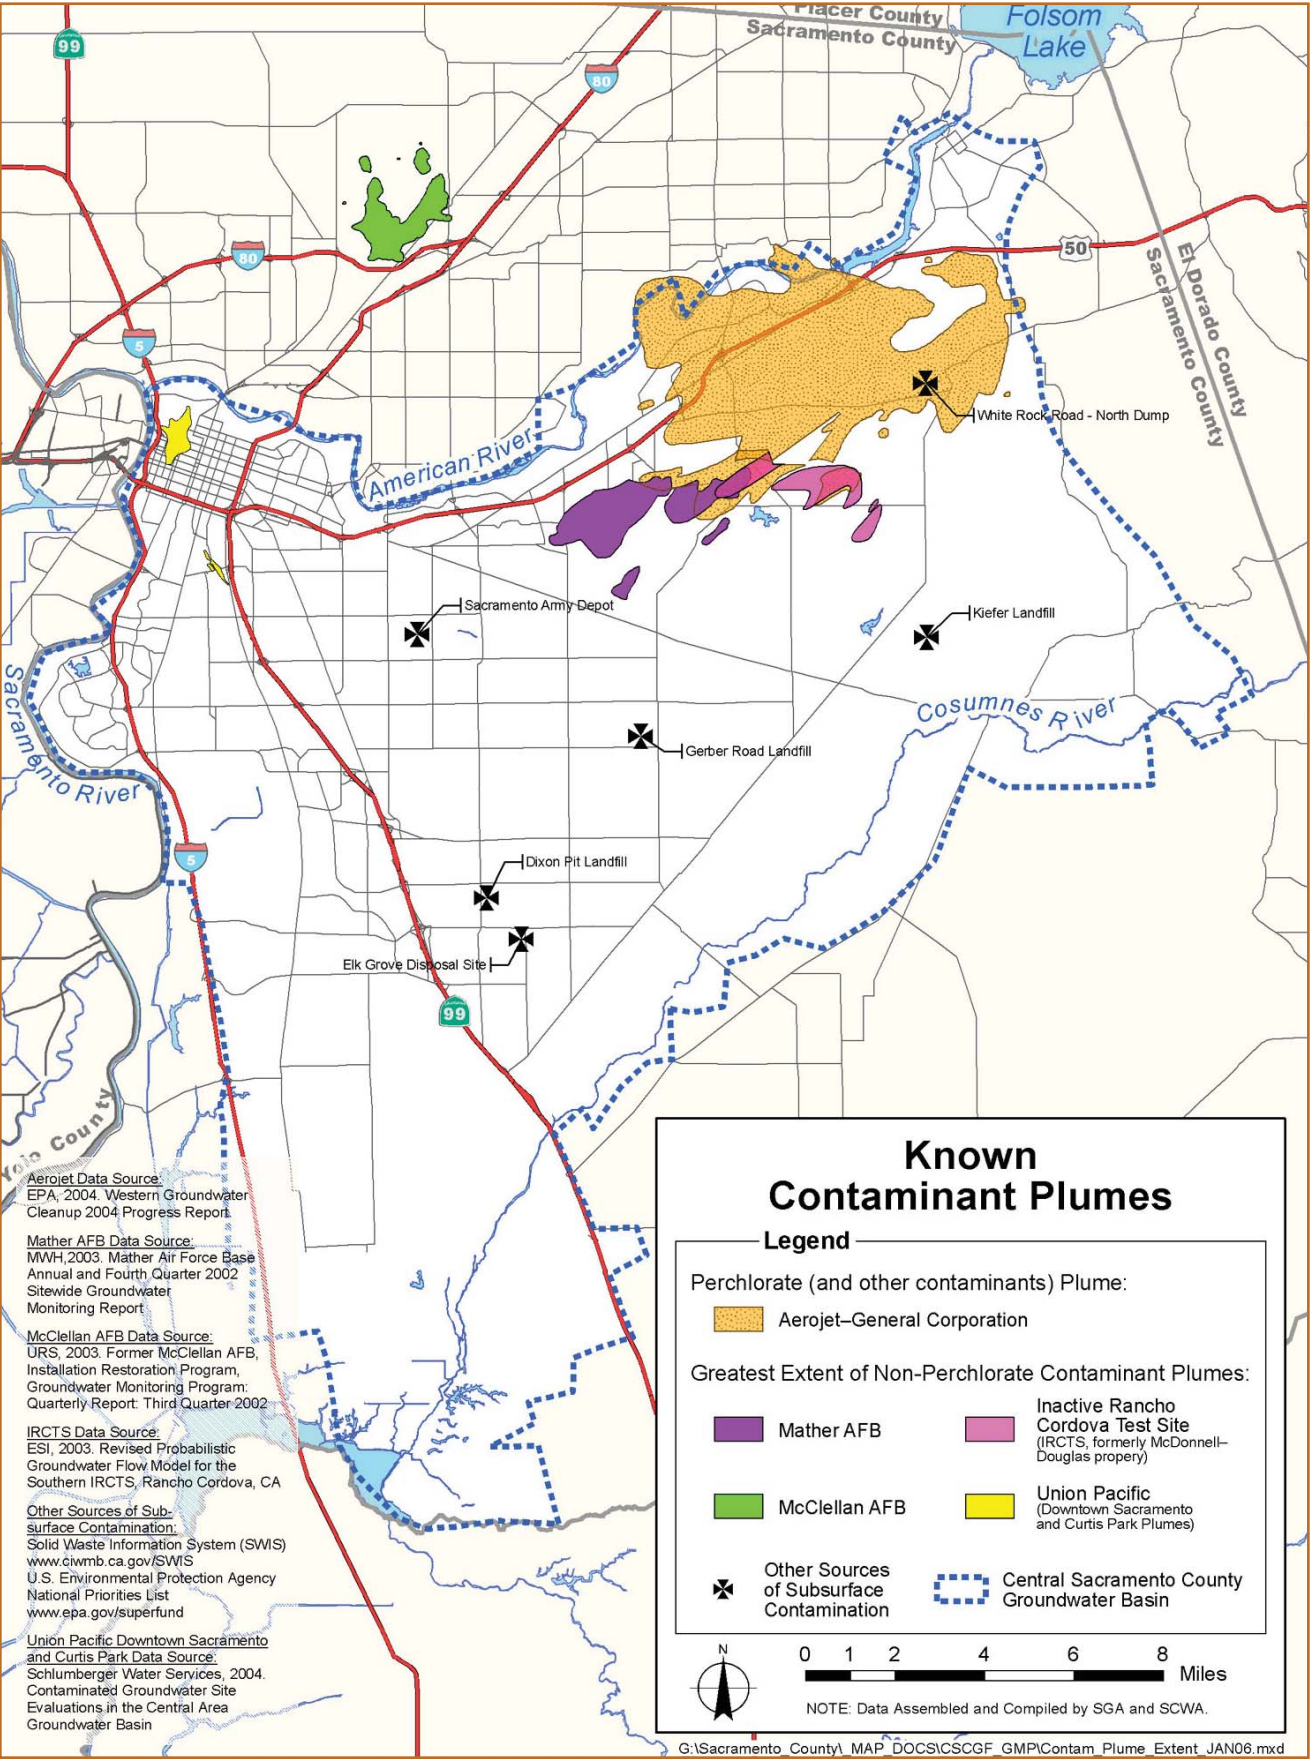 Placer County
Sacramento County
Folsom
Lake
99
80
80
5
50
El Dorado County
Sacramento County
White Rock Road - North Dump
American River
Sacramento Army Depot
Kiefer Landfill
Sacramento River
Cosumnes River
Gerber Road Landfill
5
Dixon Pit Landfill
Elk Grove Disposal Site
99
Yolo County
Aerojet Data Source:
EPA, 2004. Western Groundwater
Cleanup 2004 Progress Report
Mather AFB Data Source:
MWH,2003. Mather Air Force Base
Annual and Fourth Quarter 2002
Sitewide Groundwater
Monitoring Report
McClellan AFB Data Source:
URS, 2003. Former McClellan AFB,
Installation Restoration Program,
Groundwater Monitoring Program:
Quarterly Report: Third Quarter 2002
IRCTS Data Source:
ESI, 2003. Revised Probabilistic
Groundwater Flow Model for the
Southern IRCTS, Rancho Cordova, CA
Other Sources of Sub-
surface Contamination:
Solid Waste Information System (SWIS)
www.ciwmb.ca.gov/SWIS
U.S. Environmental Protection Agency
National Priorities List
www.epa.gov/superfund
Union Pacific Downtown Sacramento
and Curtis Park Data Source:
Schlumberger Water Services, 2004.
Contaminated Groundwater Site
Evaluations in the Central Area
Groundwater Basin
Known
Contaminant Plumes
Legend
Perchlorate (and other contaminants) Plume:
Aerojet–General Corporation
Greatest Extent of Non-Perchlorate Contaminant Plumes:
Mather AFB
Inactive Rancho
Cordova Test Site
(IRCTS, formerly McDonnell–
Douglas propery)
McClellan AFB
Union Pacific
(Downtown Sacramento
and Curtis Park Plumes)
Other Sources
of Subsurface
Contamination
Central Sacramento County
Groundwater Basin
N
0 1 2 4 6 8
Miles
NOTE: Data Assembled and Compiled by SGA and SCWA.
G:\Sacramento_County\_MAP_DOCS\CSCGF_GMP\Contam_Plume_Extent_JAN06.mxd